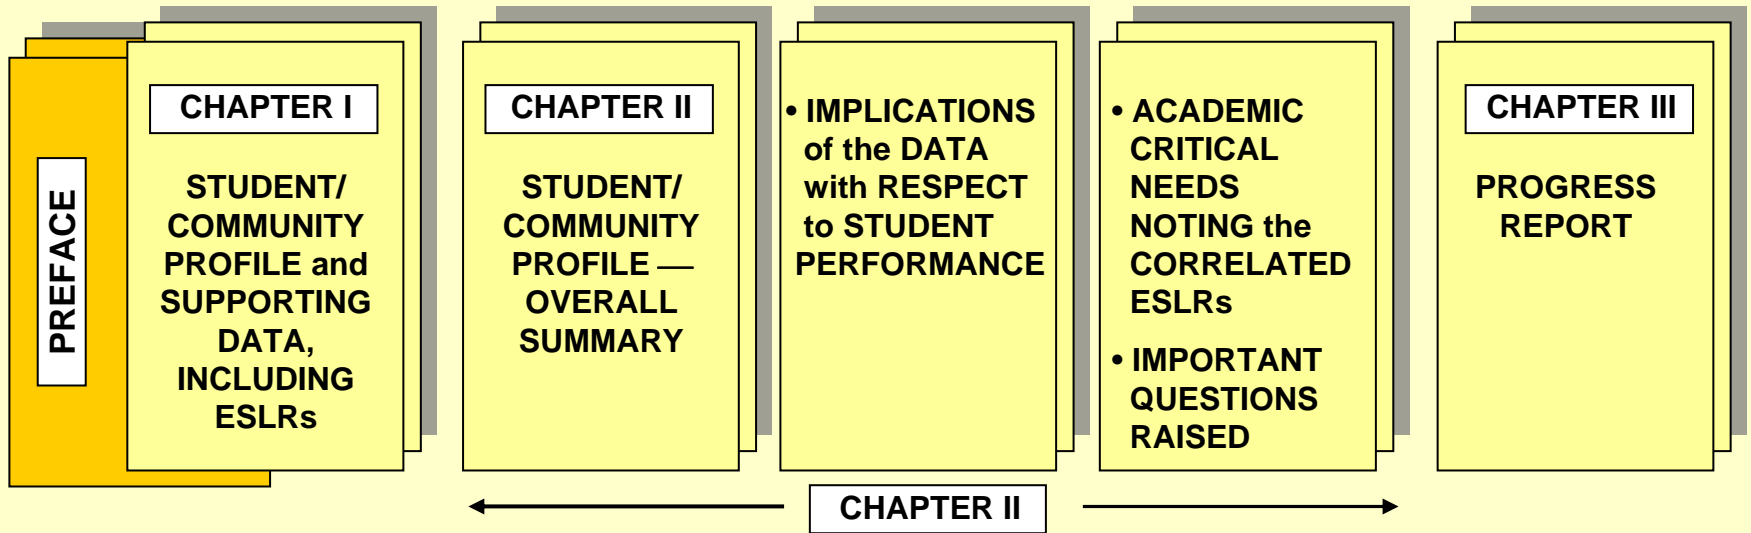 PREFACE
CHAPTER I
STUDENT/
COMMUNITY
PROFILE and
SUPPORTING
DATA,
INCLUDING
ESLRs
CHAPTER II
STUDENT/
COMMUNITY
PROFILE —
OVERALL
SUMMARY
• IMPLICATIONS
of the DATA
with RESPECT
to STUDENT
PERFORMANCE
• ACADEMIC
CRITICAL
NEEDS
NOTING the
CORRELATED
ESLRs
• IMPORTANT
QUESTIONS
RAISED
CHAPTER III
PROGRESS
REPORT
CHAPTER II